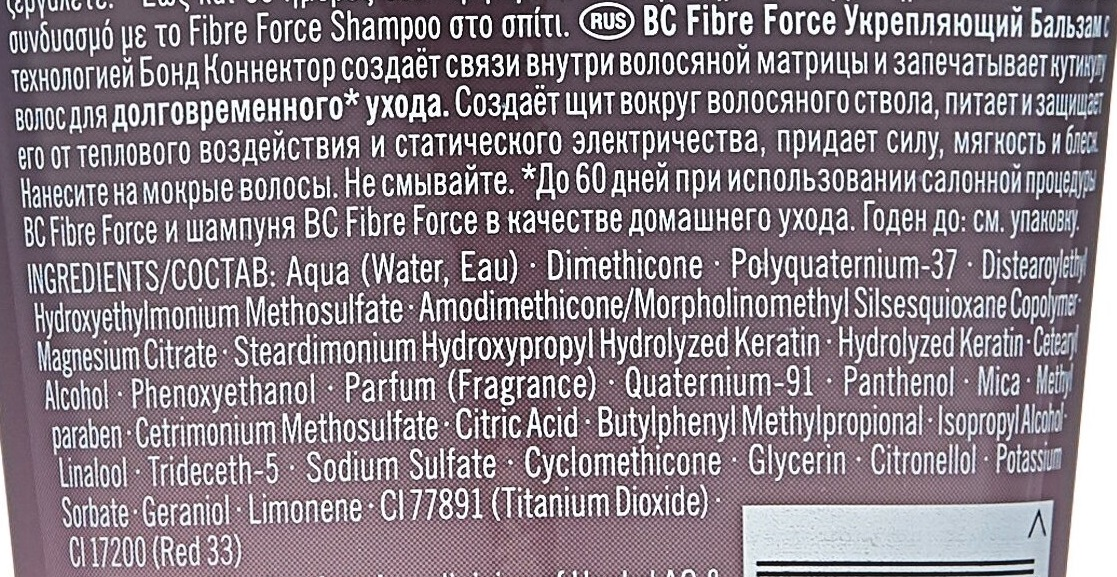 συνδυασμό με το Fibre Force Shampoo στο σπίτι. RUS BC Fibre Force Укрепляющий Бальзам с
технологией Бонд Коннектор создаёт связи внутри волосяной матрицы и запечатывает кутикулу
волос для долговременного* ухода. Создаёт щит вокруг волосяного ствола, питает и защищает
его от теплового воздействия и статического электричества, придает силу, мягкость и блеск.
Нанесите на мокрые волосы. Не смывайте. *До 60 дней при использовании салонной процедуры
BC Fibre Force и шампуня BC Fibre Force в качестве домашнего ухода. Годен до: см. упаковку.
INGREDIENTS/СОСТАВ: Aqua (Water, Eau) · Dimethicone · Polyquaternium-37 · Distearoylethyl
Hydroxyethylmonium Methosulfate · Amodimethicone/Morpholinomethyl Silsesquioxane Copolymer ·
Magnesium Citrate · Steardimonium Hydroxypropyl Hydrolyzed Keratin · Hydrolyzed Keratin · Cetearyl
Alcohol · Phenoxyethanol · Parfum (Fragrance) · Quaternium-91 · Panthenol · Mica · Methyl
paraben · Cetrimonium Methosulfate · Citric Acid · Butylphenyl Methylpropional · Isopropyl Alcohol ·
Linalool · Trideceth-5 · Sodium Sulfate · Cyclomethicone · Glycerin · Citronellol · Potassium
Sorbate · Geraniol · Limonene · CI 77891 (Titanium Dioxide) ·
CI 17200 (Red 33)